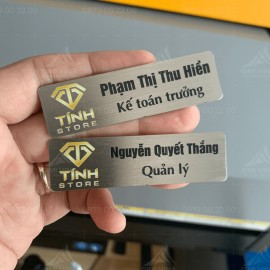 Phạm Thị Thu Hiền
Kế toán trưởng
TÍNH
STORE
Nguyễn Quyết Thắng
Quản lý
TÍNH
STORE